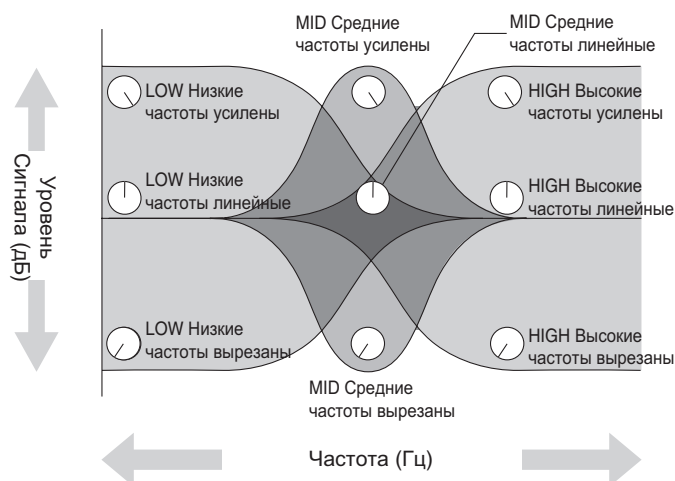 MID Средние
частоты усилены
MID Средние
частоты линейные
LOW Низкие
частоты усилены
HIGH Высокие
частоты усилены
LOW Низкие
частоты линейные
HIGH Высокие
частоты линейные
Уровень
Сигнала (дБ)
LOW Низкие
частоты вырезаны
HIGH Высокие
частоты вырезаны
MID Средние
частоты вырезаны
Частота (Гц)